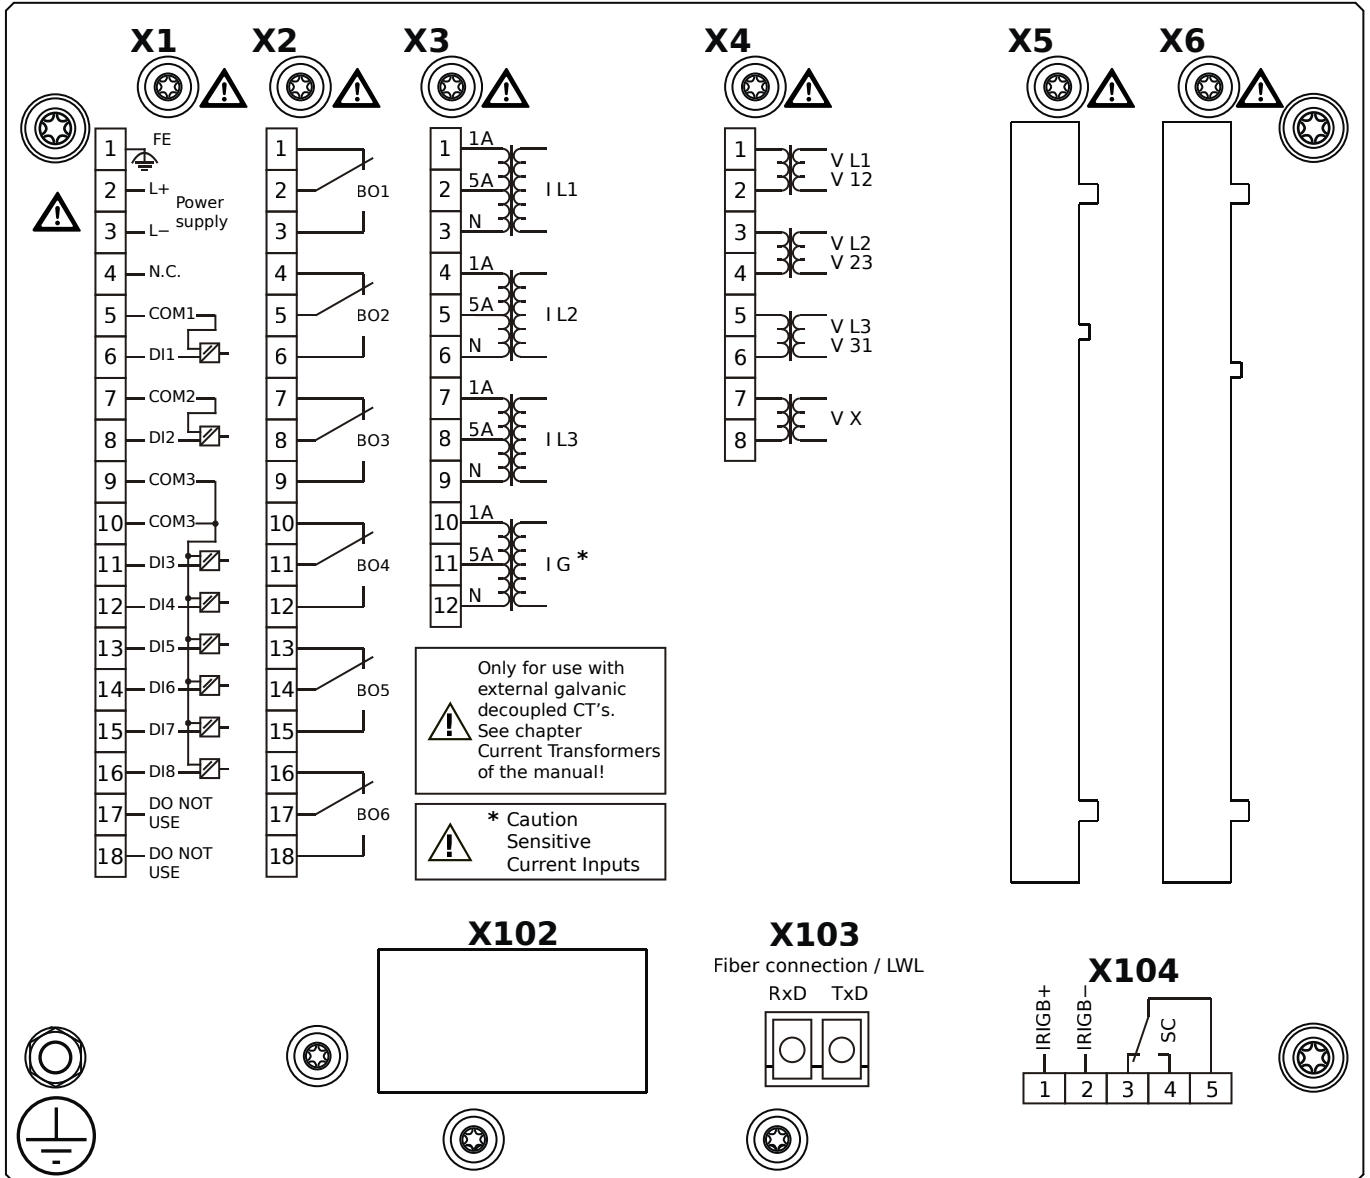 X1 X2 X3 X4 X5 X6
1 FE
2 L+
Power
supply
3 L−
4 N.C.
5 COM1
6 DI1
7 COM2
8 DI2
9 COM3
10 COM3
11 DI3
12 DI4
13 DI5
14 DI6
15 DI7
16 DI8
17 DO NOT
USE
18 DO NOT
USE
1
2 BO1
3
4
5 BO2
6
7
8 BO3
9
10
11 BO4
12
13
14 BO5
15
16
17 BO6
18
1 1A
2 5A I L1
3 N
4 1A
5 5A I L2
6 N
7 1A
8 5A I L3
9 N
10 1A
11 5A I G *
12 N
Only for use with
external galvanic
decoupled CT's.
See chapter
Current Transformers
of the manual!
* Caution
Sensitive
Current Inputs
1 V L1
2 V 12
3 V L2
4 V 23
5 V L3
6 V 31
7 V X
8
X102
X103
Fiber connection / LWL
RxD TxD
X104
IRIGB+ IRIGB− SC
1 2 3 4 5